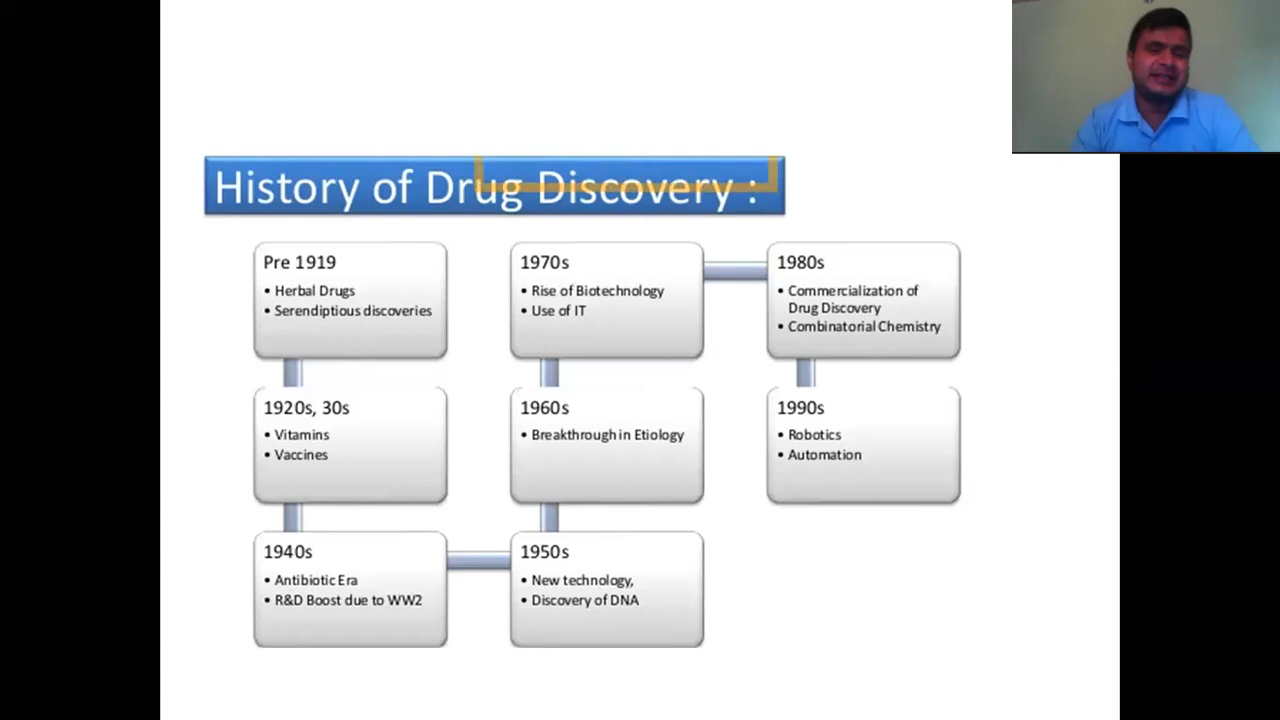 History of Drug Discovery :
Pre 1919
• Herbal Drugs
• Serendiptious discoveries
1920s, 30s
• Vitamins
• Vaccines
1940s
• Antibiotic Era
• R&D Boost due to WW2
1950s
• New technology,
• Discovery of DNA
1960s
• Breakthrough in Etiology
1970s
• Rise of Biotechnology
• Use of IT
1980s
• Commercialization of
Drug Discovery
• Combinatorial Chemistry
1990s
• Robotics
• Automation